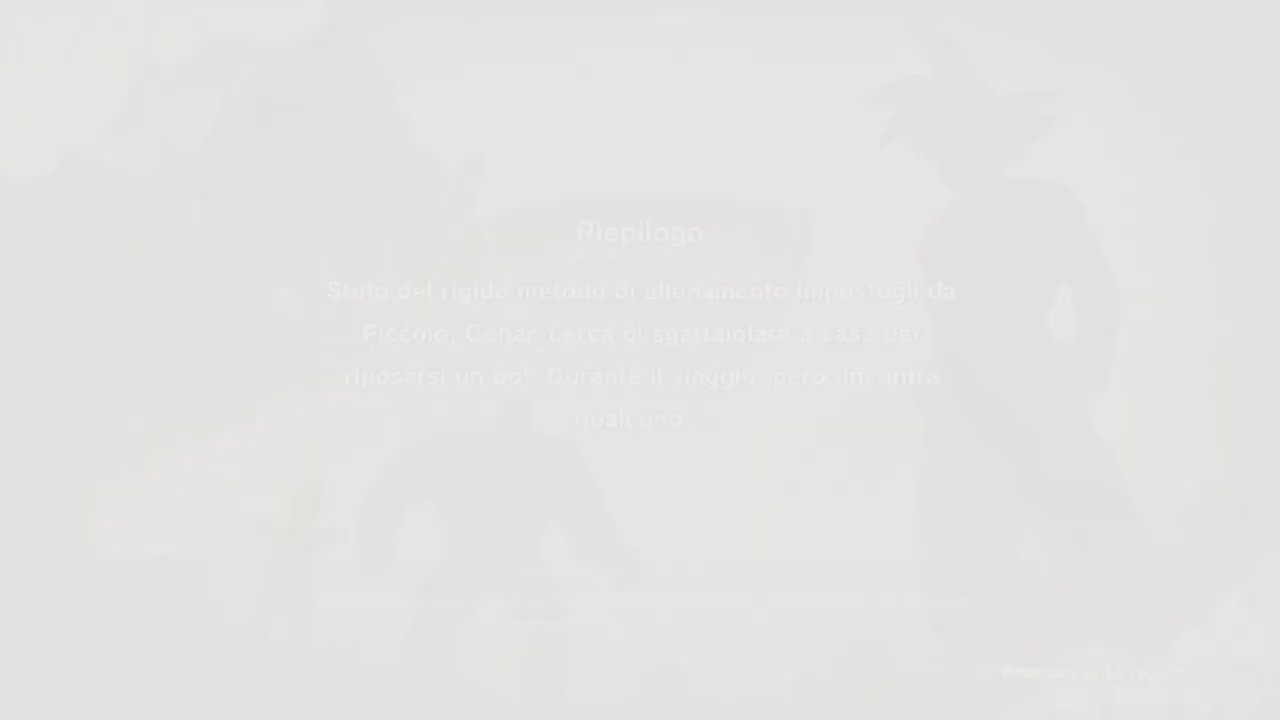 Riepilogo
Stufo del rigido metodo di allenamento impostogli da
Piccolo, Gohan cerca di sgattaiolare a casa per
riposarsi un po'. Durante il viaggio, però, incontra
qualcuno